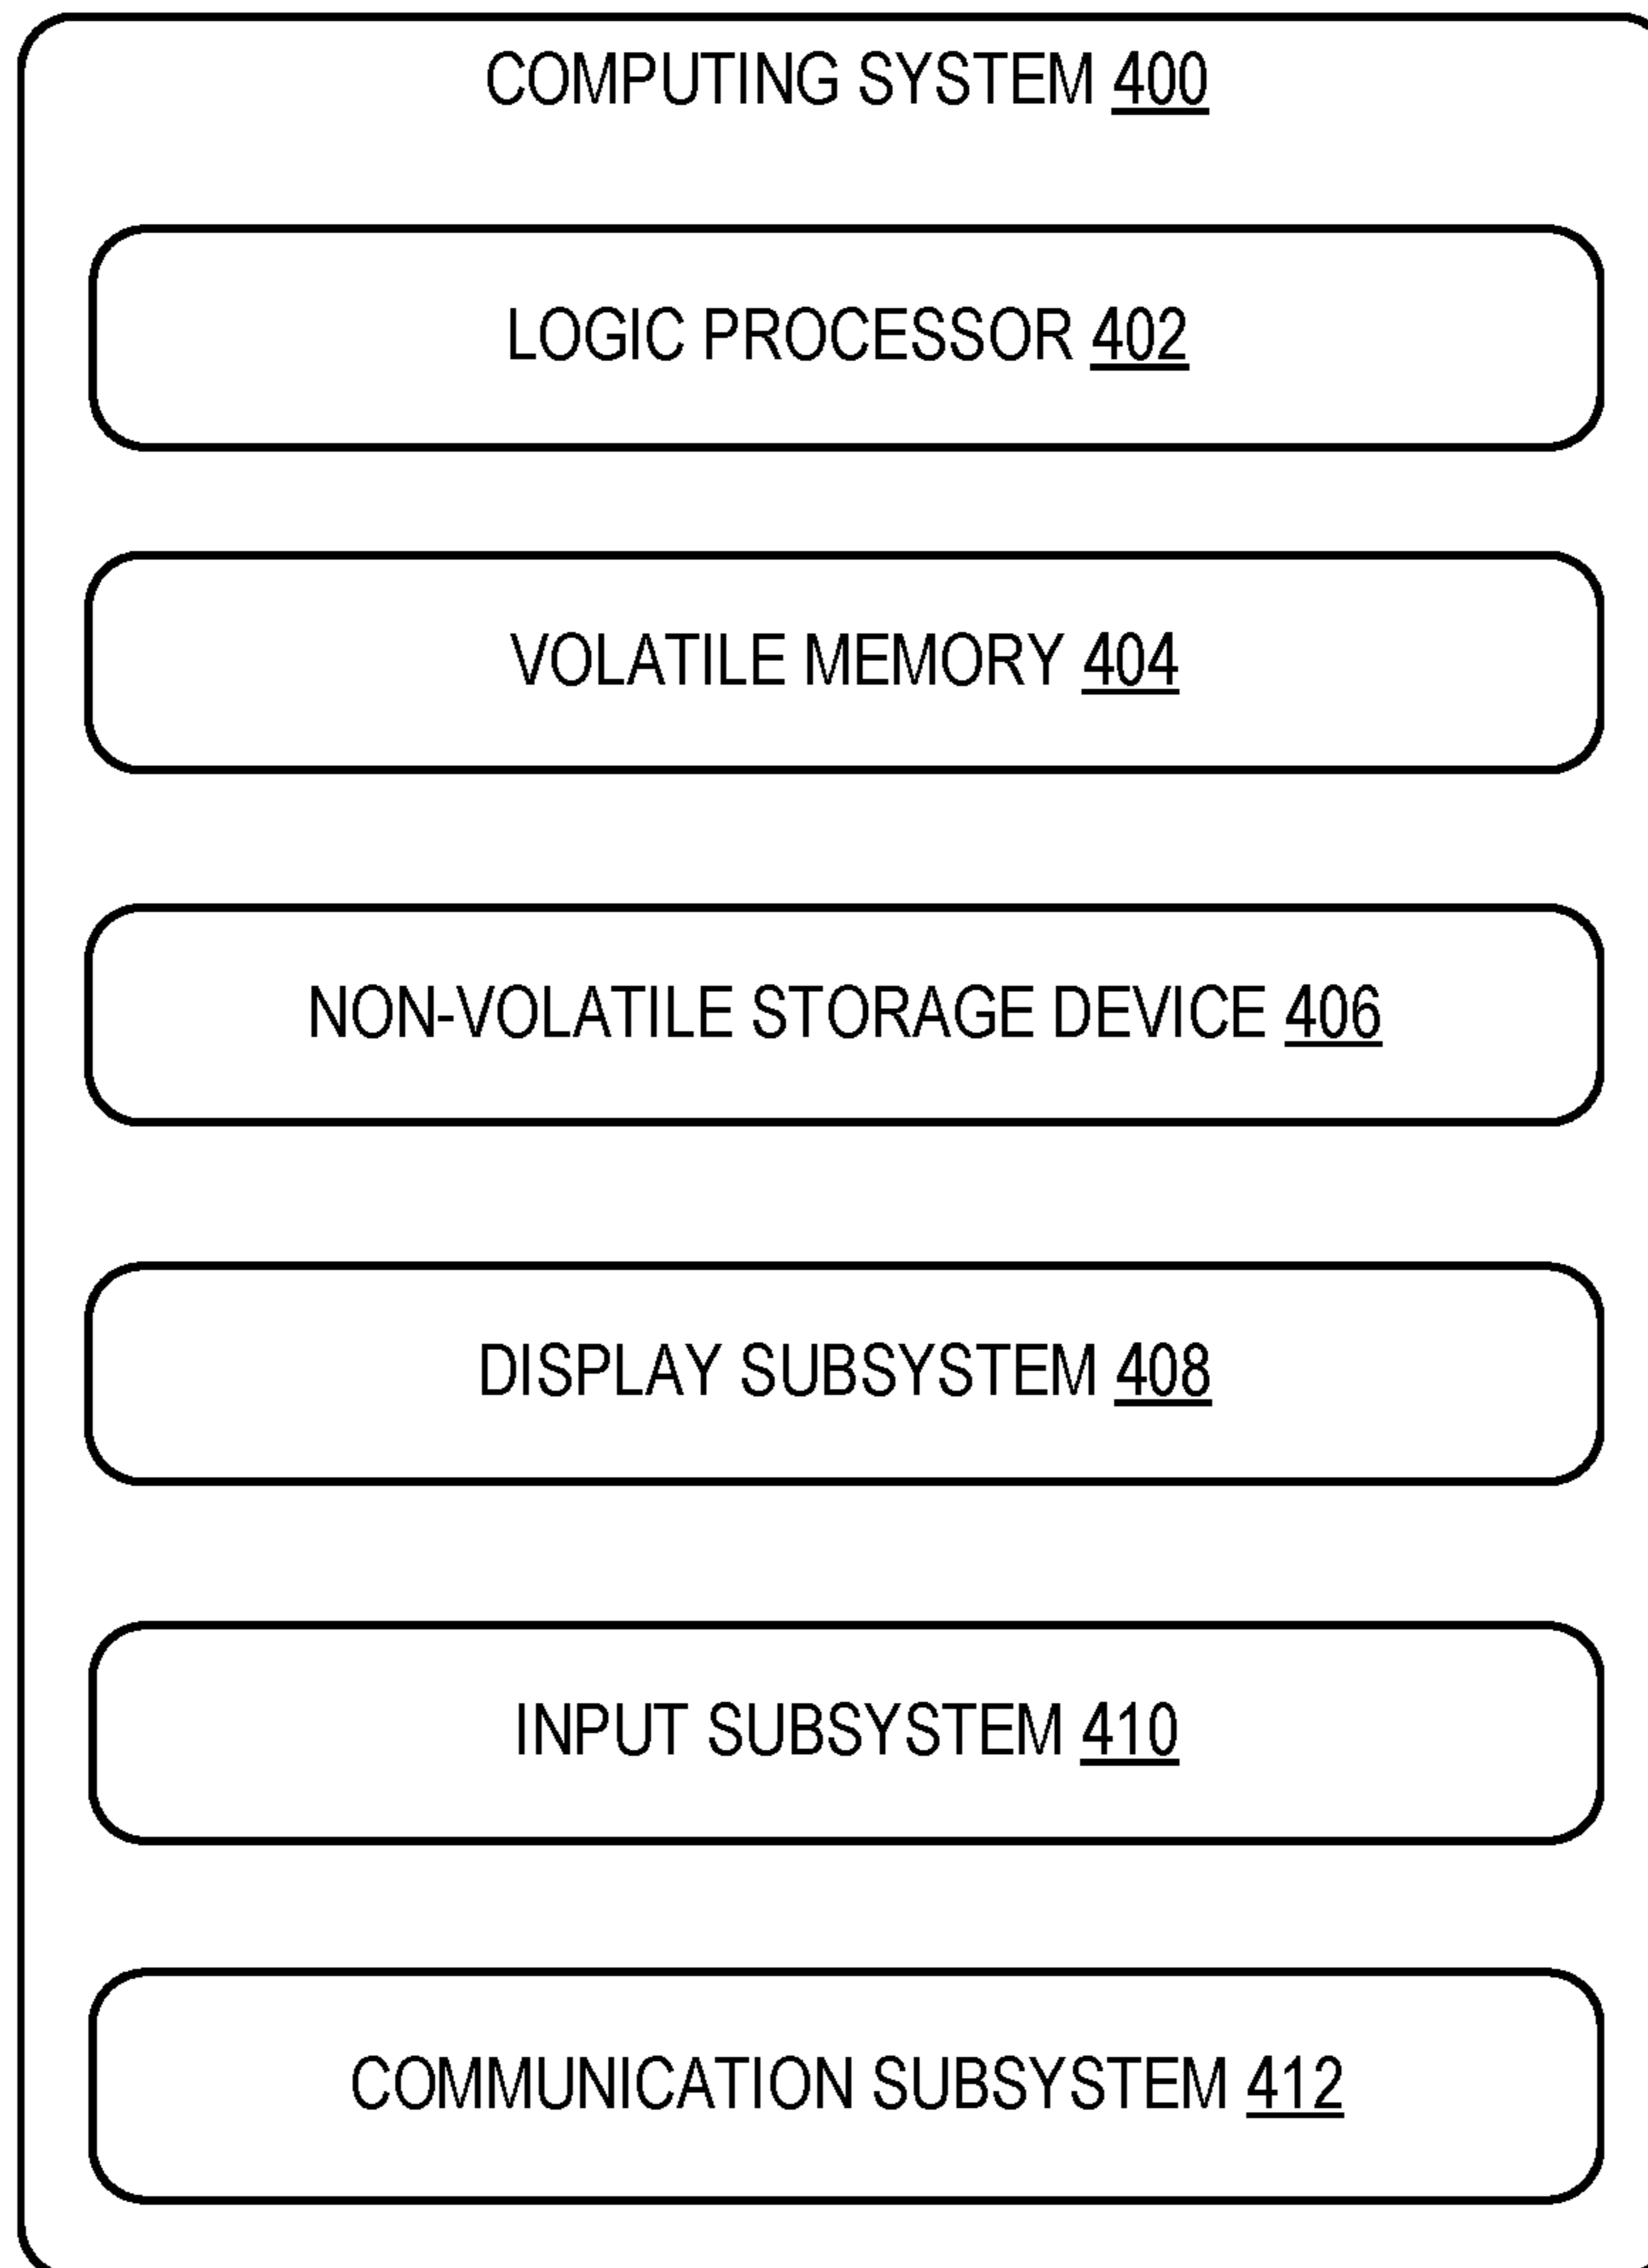 COMPUTING SYSTEM 400
LOGIC PROCESSOR 402
VOLATILE MEMORY 404
NON-VOLATILE STORAGE DEVICE 406
DISPLAY SUBSYSTEM 408
INPUT SUBSYSTEM 410
COMMUNICATION SUBSYSTEM 412